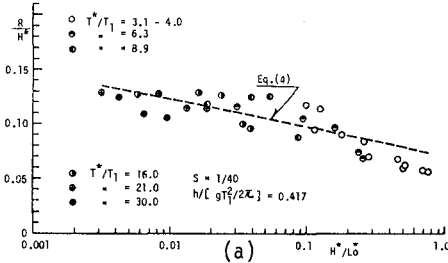 R/H*
T*/T₁ = 3.1 - 4.0
" = 6.3
" = 8.9
0.15
Eq.(4)
0.10
0.05
T*/T₁ = 16.0
" = 21.0
" = 30.0
S = 1/40
h/[ gT₁²/2π ] = 0.417
0
0.001
0.01
0.1
1.0
(a)
H*/Lo*